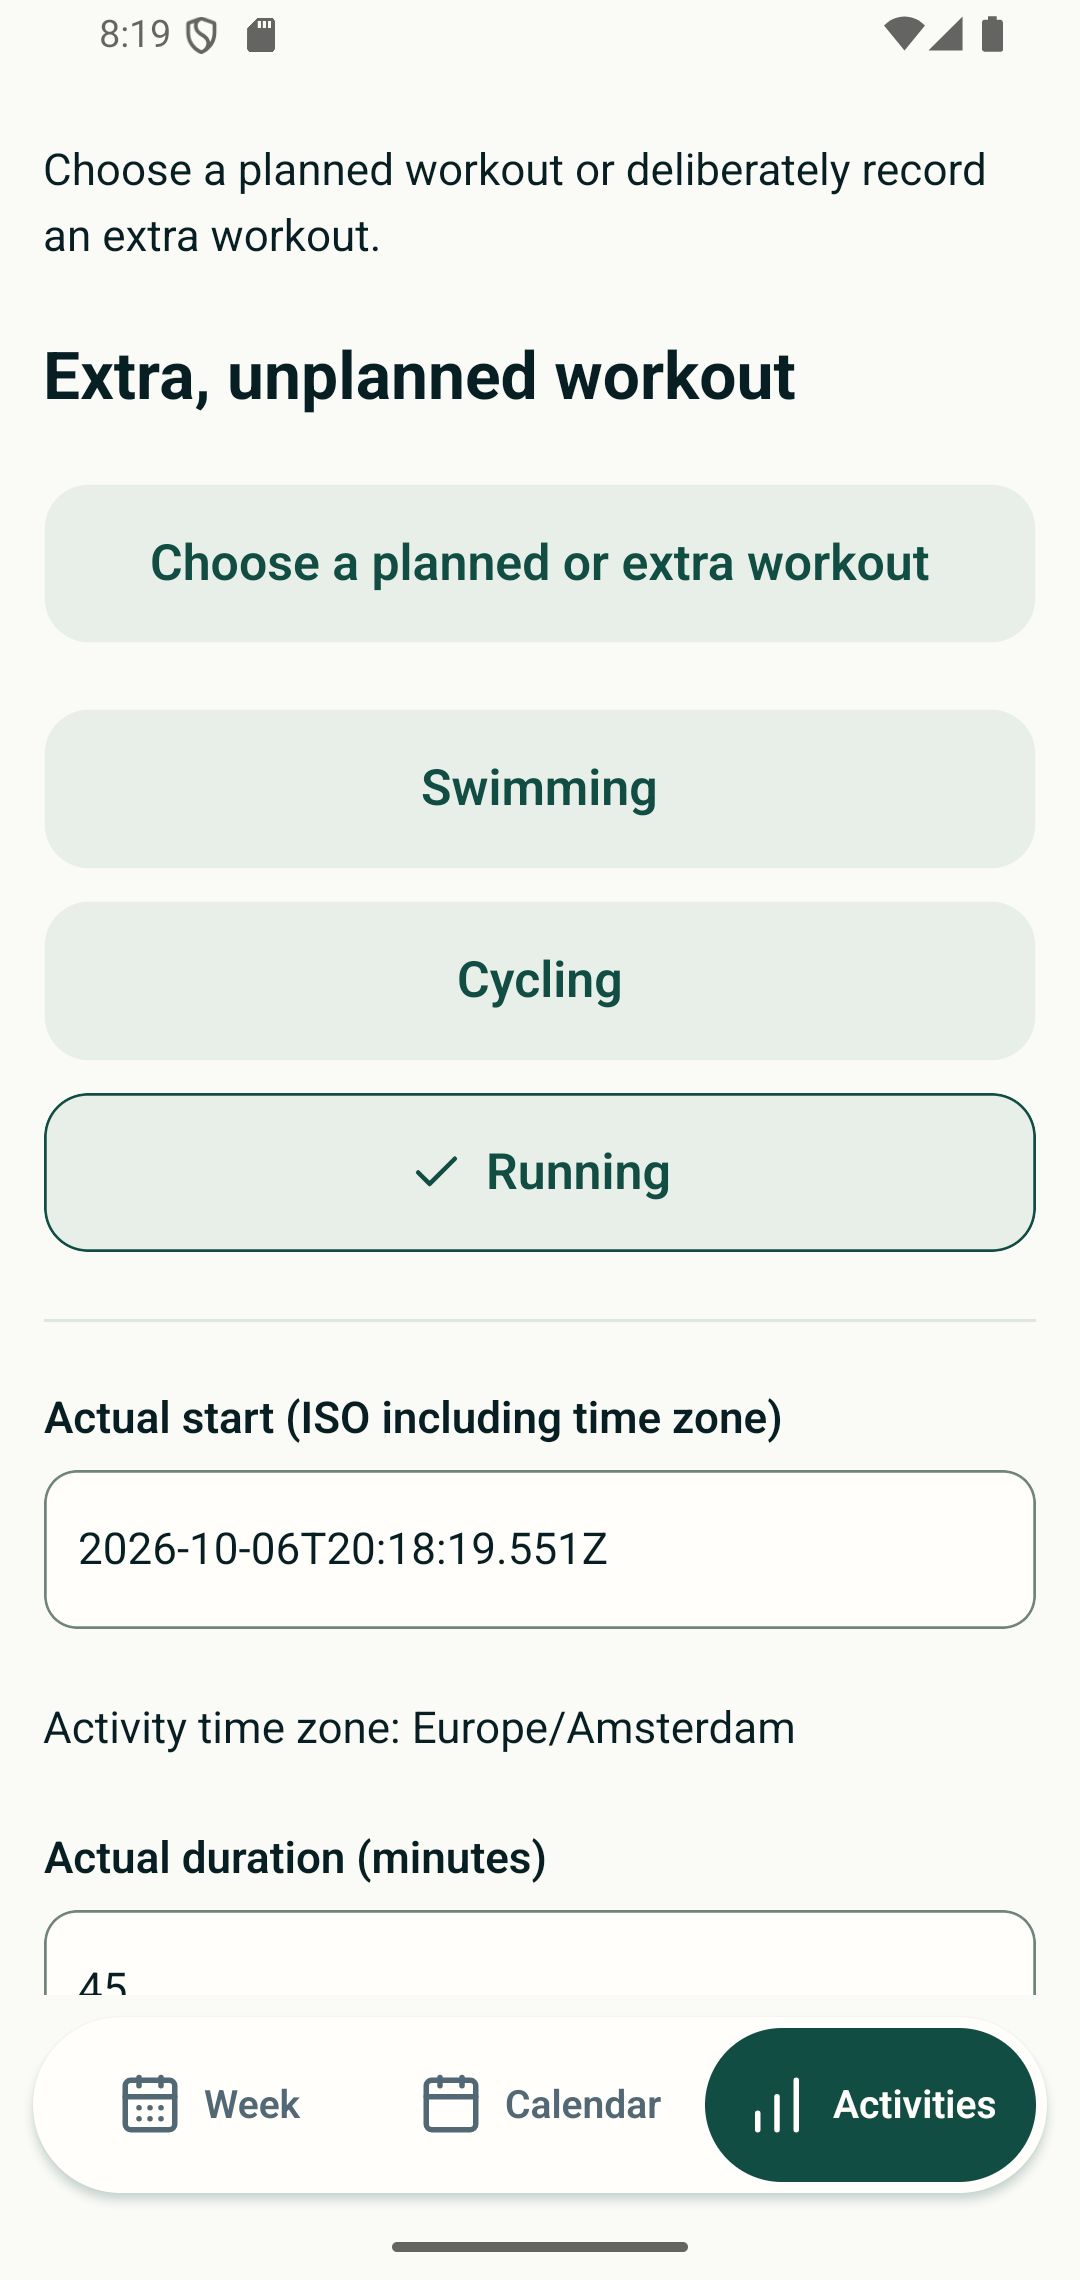 8:19
Choose a planned workout or deliberately record
an extra workout.
Extra, unplanned workout
Choose a planned or extra workout
Swimming
Cycling
Running
Actual start (ISO including time zone)
2026-10-06T20:18:19.551Z
Activity time zone: Europe/Amsterdam
Actual duration (minutes)
45
Week
Calendar
Activities